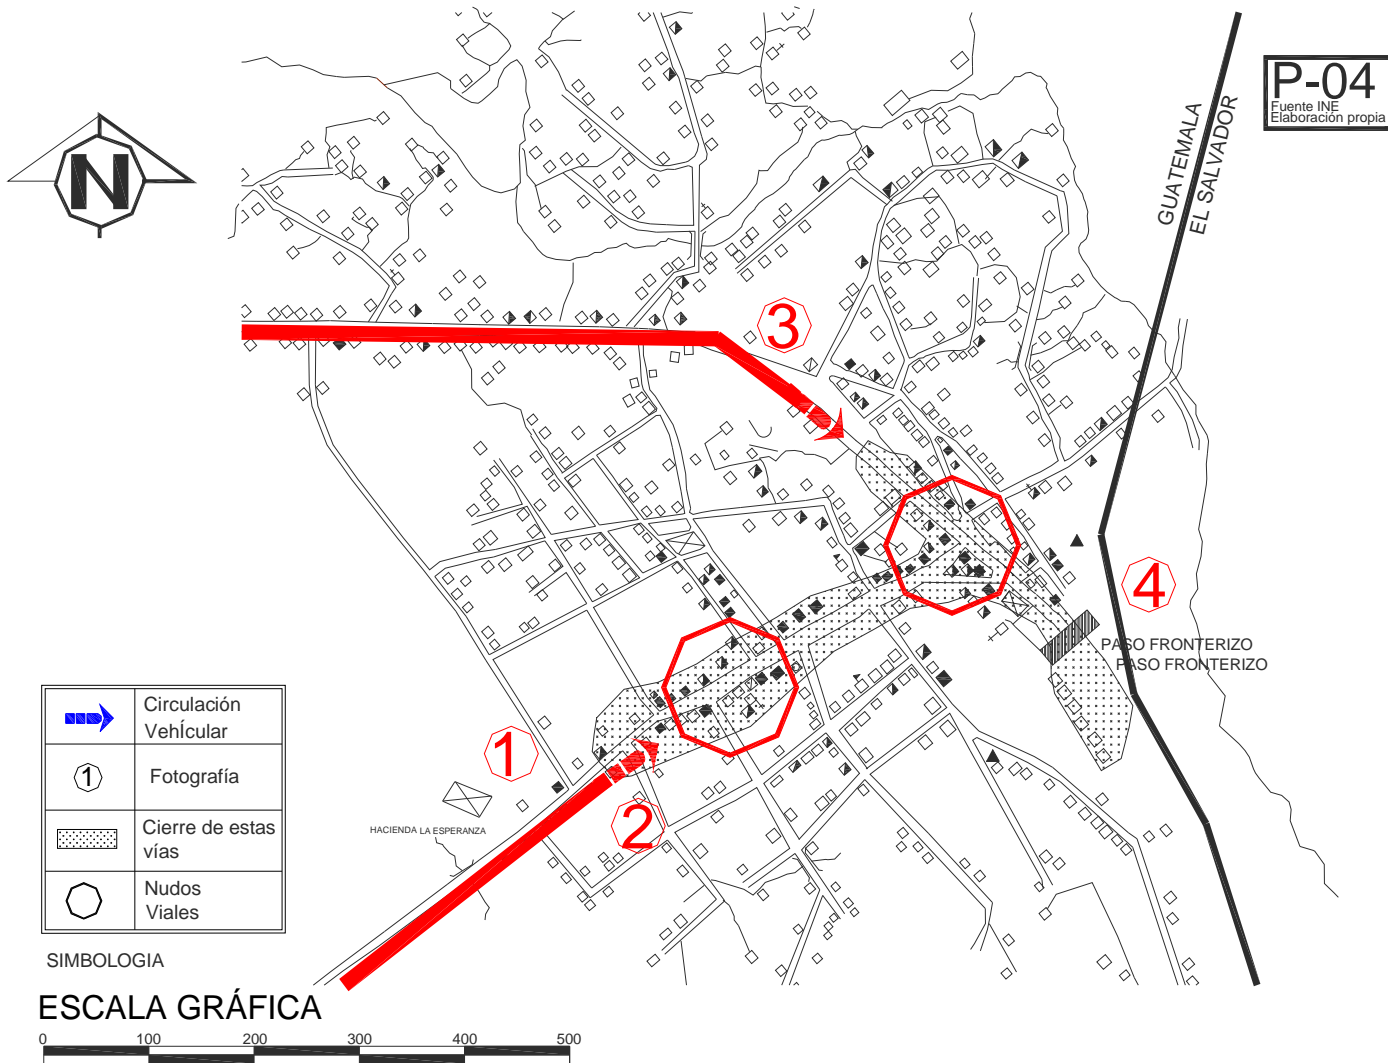 P-04
Fuente INE
Elaboración propia
GUATEMALA
EL SALVADOR
N
3
4
PASO FRONTERIZO
PASO FRONTERIZO
1
2
HACIENDA LA ESPERANZA
Circulación
VehÍcular
1
Fotografía
Cierre de estas
vías
Nudos
Viales
SIMBOLOGIA
ESCALA GRÁFICA
0 100 200 300 400 500